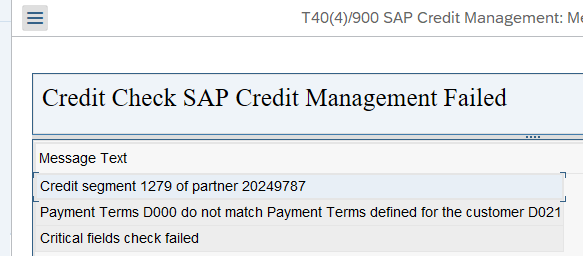 T40(4)/900 SAP Credit Management: Me
Credit Check SAP Credit Management Failed
Message Text
Credit segment 1279 of partner 20249787
Payment Terms D000 do not match Payment Terms defined for the customer D021
Critical fields check failed